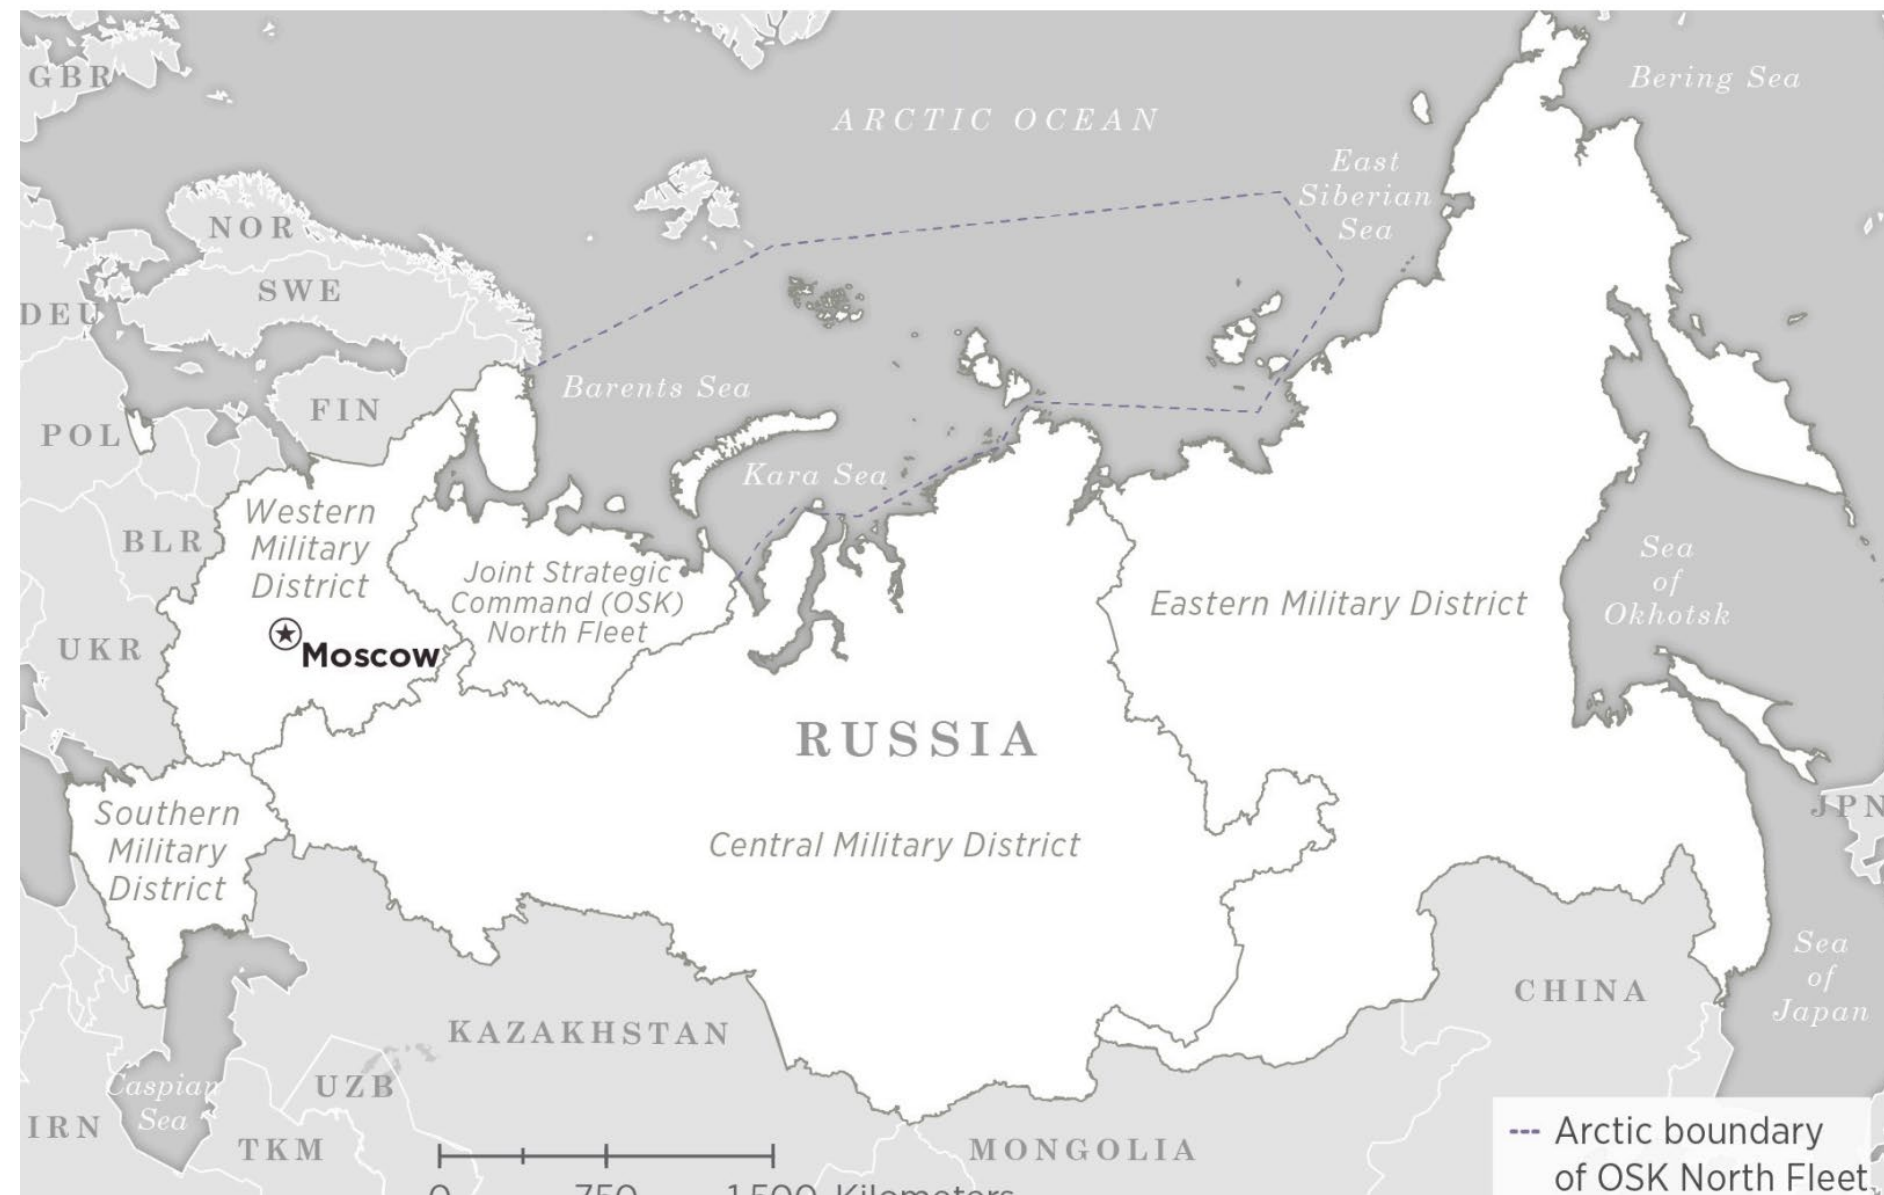 GBR
ARCTIC OCEAN
Bering Sea
East
Siberian
Sea
NOR
SWE
DEU
Barents Sea
FIN
POL
Kara Sea
Western
Military
District
BLR
Joint Strategic
Command (OSK)
North Fleet
Sea
of
Okhotsk
Eastern Military District
UKR
Moscow
RUSSIA
Southern
Military
District
Central Military District
JPN
Sea
of
Japan
CHINA
KAZAKHSTAN
Caspian
Sea
UZB
IRN
TKM
MONGOLIA
0 750 1,500 Kilometers
Arctic boundary
of OSK North Fleet